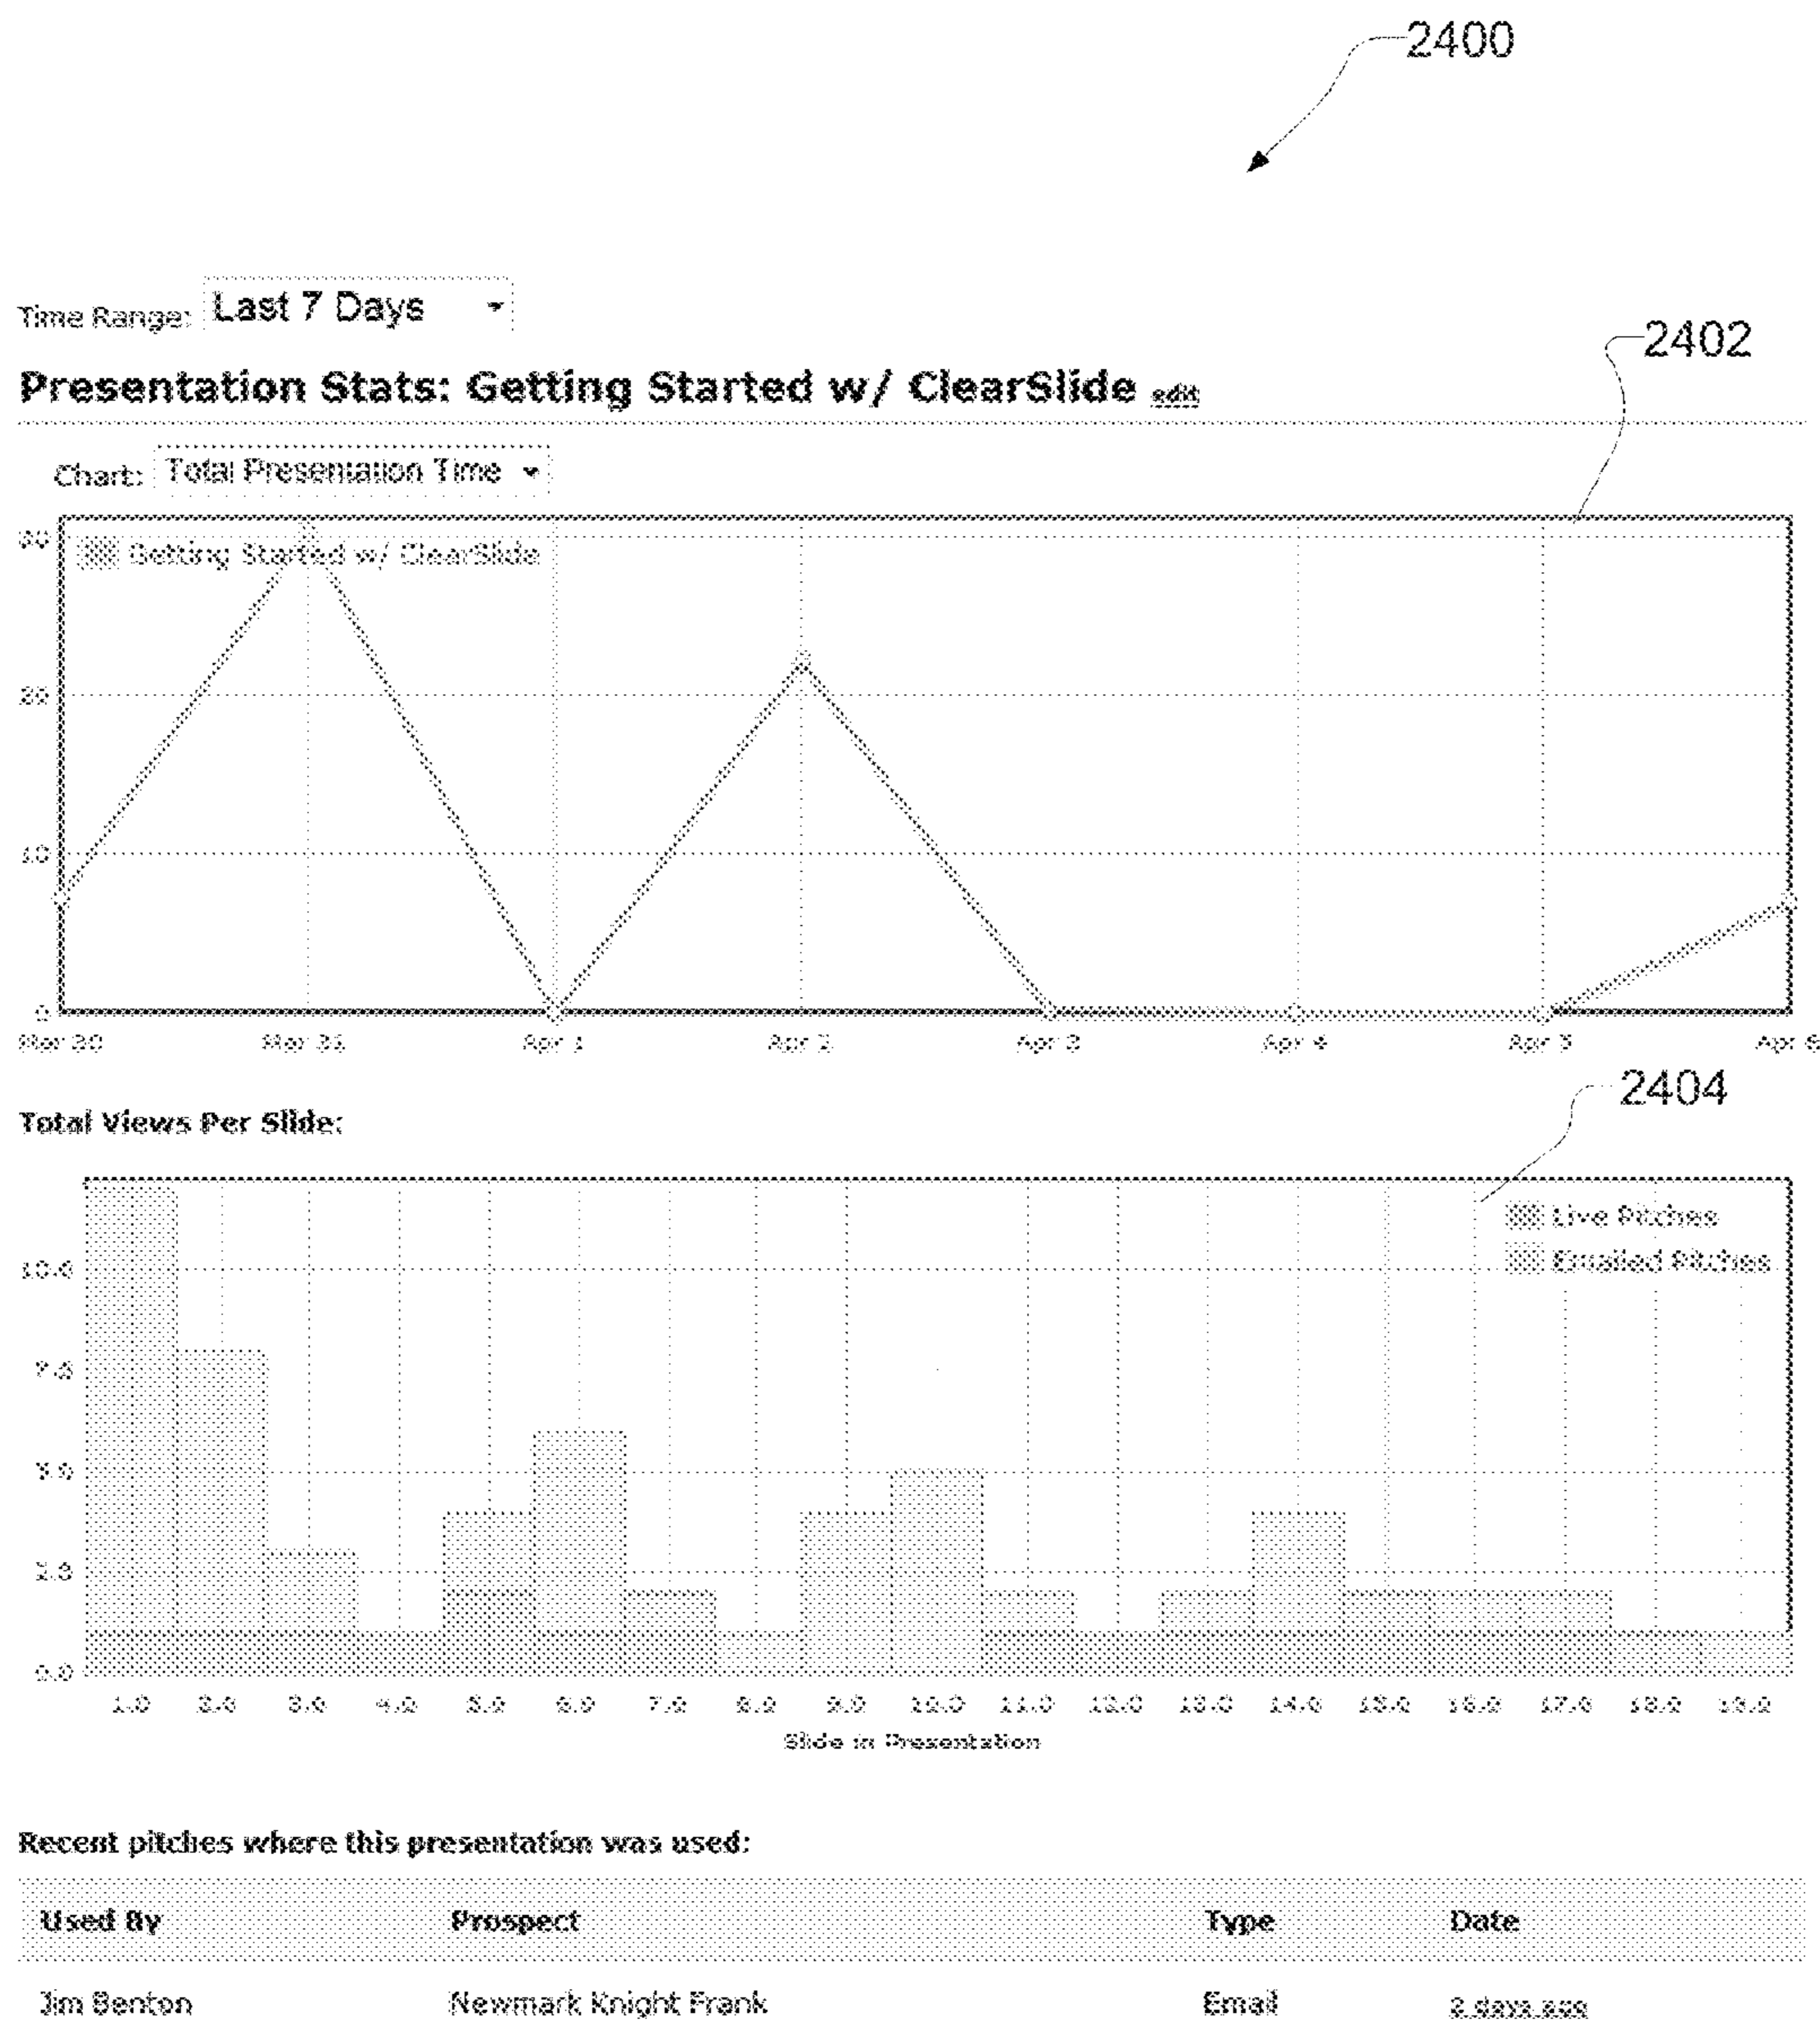 2400
Time Range: Last 7 Days
2402
Presentation Stats: Getting Started w/ ClearSlide edit
Chart: Total Presentation Time
30
Getting Started w/ ClearSlide
20
10
0
Mar 30 Mar 31 Apr 1 Apr 2 Apr 3 Apr 4 Apr 5 Apr 6
2404
Total Views Per Slide:
Live Pitches
10.0
Emailed Pitches
7.5
5.0
2.5
0.0
1.0 2.0 3.0 4.0 5.0 6.0 7.0 8.0 9.0 10.0 11.0 12.0 13.0 14.0 15.0 16.0 17.0 18.0 19.0
Slide in Presentation
Recent pitches where this presentation was used:
Used By Prospect Type Date
Jim Benton Newmark Knight Frank Email 2 days ago